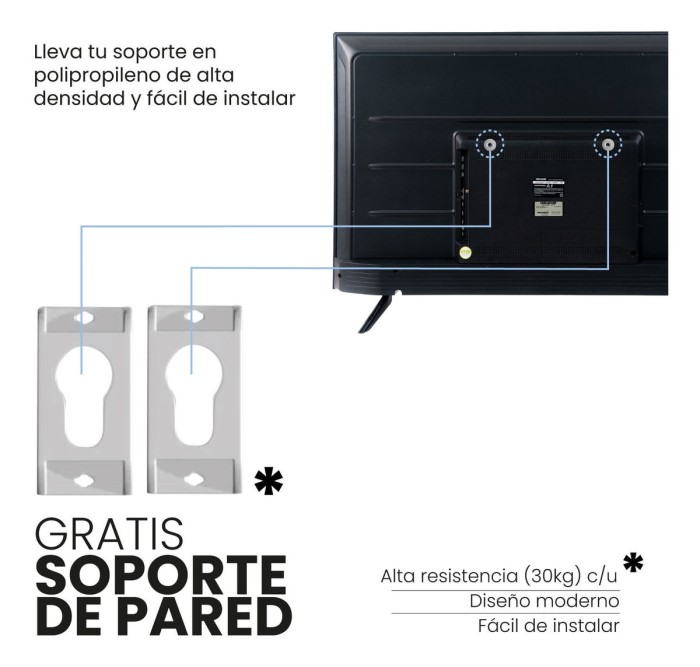 Lleva tu soporte en
polipropileno de alta
densidad y fácil de instalar
*
GRATIS
SOPORTE
DE PARED
Alta resistencia (30kg) c/u *
Diseño moderno
Fácil de instalar